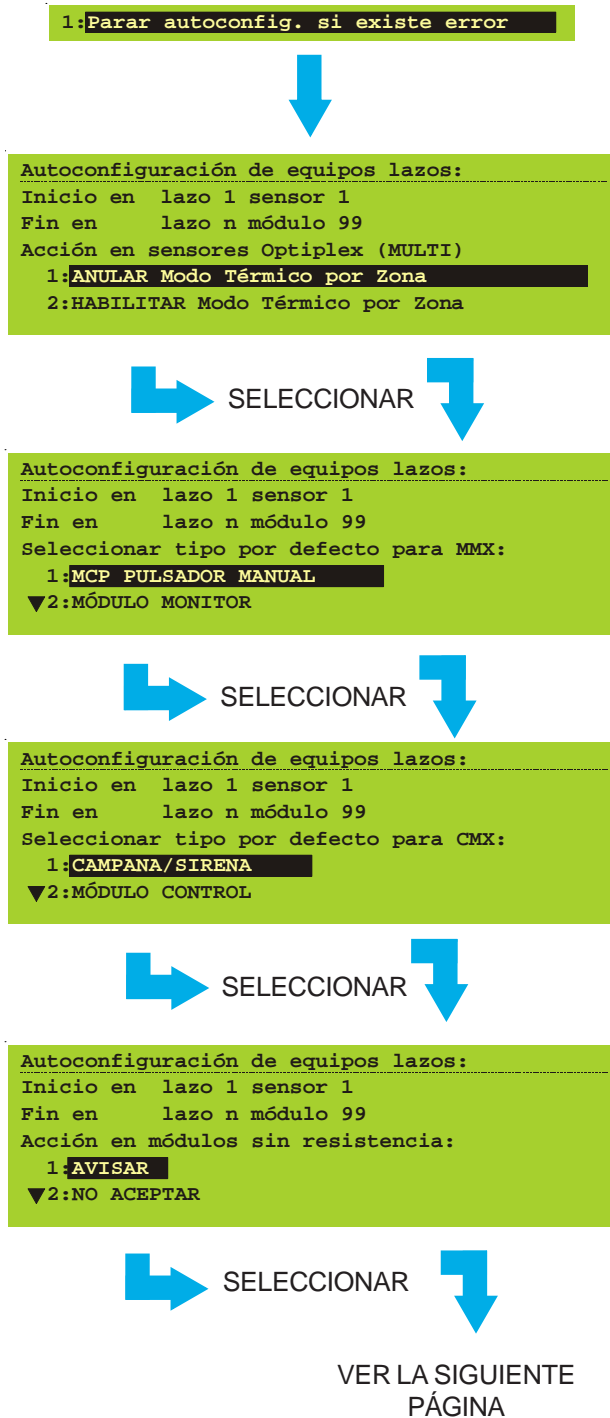 1:Parar autoconfig. si existe error
Autoconfiguración de equipos lazos:
Inicio en lazo 1 sensor 1
Fin en lazo n módulo 99
Acción en sensores Optiplex (MULTI)
1:ANULAR Modo Térmico por Zona
2:HABILITAR Modo Térmico por Zona
SELECCIONAR
Autoconfiguración de equipos lazos:
Inicio en lazo 1 sensor 1
Fin en lazo n módulo 99
Seleccionar tipo por defecto para MMX:
1:MCP PULSADOR MANUAL
▼2:MÓDULO MONITOR
SELECCIONAR
Autoconfiguración de equipos lazos:
Inicio en lazo 1 sensor 1
Fin en lazo n módulo 99
Seleccionar tipo por defecto para CMX:
1:CAMPANA/SIRENA
▼2:MÓDULO CONTROL
SELECCIONAR
Autoconfiguración de equipos lazos:
Inicio en lazo 1 sensor 1
Fin en lazo n módulo 99
Acción en módulos sin resistencia:
1:AVISAR
▼2:NO ACEPTAR
SELECCIONAR
VER LA SIGUIENTE
PÁGINA